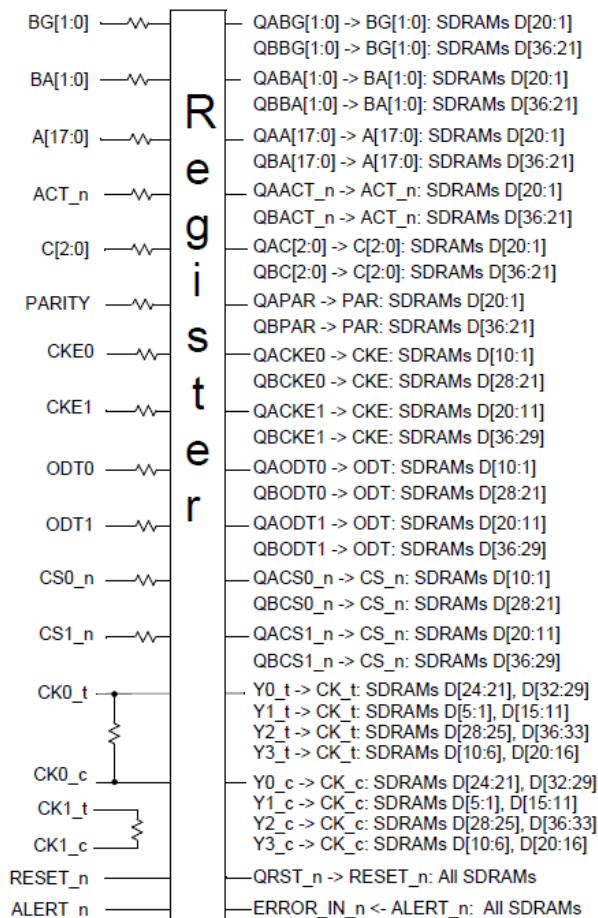 BG[1:0]
QABG[1:0] -> BG[1:0]: SDRAMs D[20:1]
QBBG[1:0] -> BG[1:0]: SDRAMs D[36:21]
BA[1:0]
QABA[1:0] -> BA[1:0]: SDRAMs D[20:1]
QBBA[1:0] -> BA[1:0]: SDRAMs D[36:21]
A[17:0]
QAA[17:0] -> A[17:0]: SDRAMs D[20:1]
QBA[17:0] -> A[17:0]: SDRAMs D[36:21]
ACT_n
QAACT_n -> ACT_n: SDRAMs D[20:1]
QBACT_n -> ACT_n: SDRAMs D[36:21]
C[2:0]
QAC[2:0] -> C[2:0]: SDRAMs D[20:1]
QBC[2:0] -> C[2:0]: SDRAMs D[36:21]
PARITY
QAPAR -> PAR: SDRAMs D[20:1]
QBPAR -> PAR: SDRAMs D[36:21]
CKE0
QACKE0 -> CKE: SDRAMs D[10:1]
QBCKE0 -> CKE: SDRAMs D[28:21]
CKE1
QACKE1 -> CKE: SDRAMs D[20:11]
QBCKE1 -> CKE: SDRAMs D[36:29]
ODT0
QAODT0 -> ODT: SDRAMs D[10:1]
QBODT0 -> ODT: SDRAMs D[28:21]
ODT1
QAODT1 -> ODT: SDRAMs D[20:11]
QBODT1 -> ODT: SDRAMs D[36:29]
CS0_n
QACS0_n -> CS_n: SDRAMs D[10:1]
QBCS0_n -> CS_n: SDRAMs D[28:21]
CS1_n
QACS1_n -> CS_n: SDRAMs D[20:11]
QBCS1_n -> CS_n: SDRAMs D[36:29]
CK0_t
Y0_t -> CK_t: SDRAMs D[24:21], D[32:29]
Y1_t -> CK_t: SDRAMs D[5:1], D[15:11]
Y2_t -> CK_t: SDRAMs D[28:25], D[36:33]
Y3_t -> CK_t: SDRAMs D[10:6], D[20:16]
CK0_c
Y0_c -> CK_c: SDRAMs D[24:21], D[32:29]
Y1_c -> CK_c: SDRAMs D[5:1], D[15:11]
Y2_c -> CK_c: SDRAMs D[28:25], D[36:33]
Y3_c -> CK_c: SDRAMs D[10:6], D[20:16]
CK1_t
CK1_c
RESET_n
QRST_n -> RESET_n: All SDRAMs
ALERT_n
ERROR_IN_n <- ALERT_n: All SDRAMs
Register